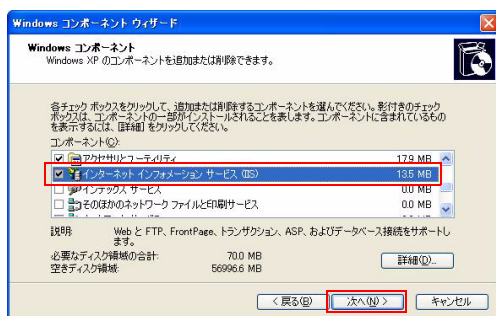 Windows コンポーネント ウィザード
Windows コンポーネント
Windows XP のコンポーネントを追加または削除できます。
各チェック ボックスをクリックして、追加または削除するコンポーネントを選んでください。影付きのチェック
ボックスは、コンポーネントの一部がインストールされることを表します。コンポーネントに含まれているもの
を表示するには、[詳細] をクリックしてください。
コンポーネント(C):
アクセサリとユーティリティ 17.9 MB
インターネット インフォメーション サービス (IIS) 13.5 MB
インデックス サービス 0.0 MB
そのほかのネットワーク ファイルと印刷サービス 0.0 MB
説明: Web と FTP、FrontPage、トランザクション、ASP、およびデータベース接続をサポートし
ます。
必要なディスク領域の合計: 70.0 MB
空きディスク領域: 56996.6 MB
詳細(D)...
< 戻る(B)
次へ(N) >
キャンセル